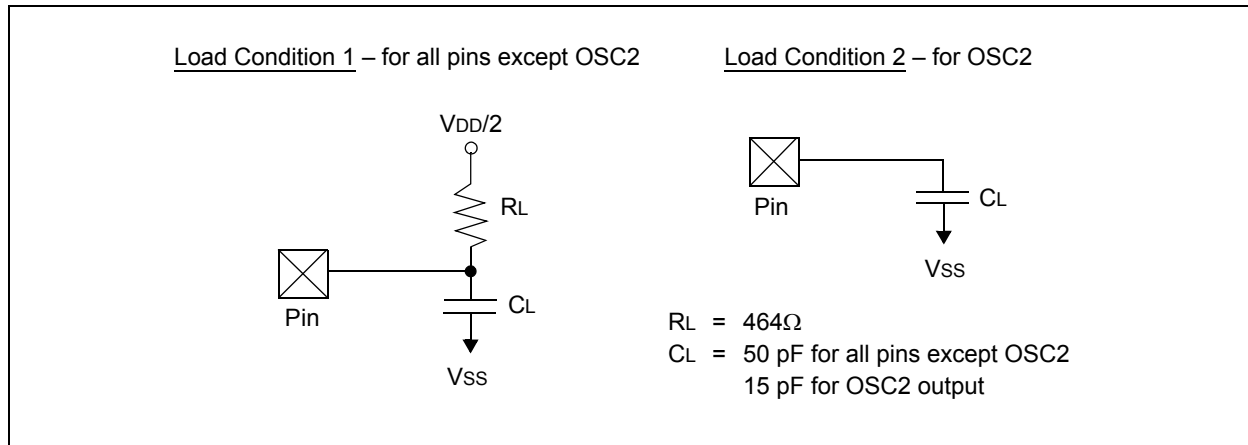 Load Condition 1 – for all pins except OSC2
Load Condition 2 – for OSC2
VDD/2
RL
Pin
CL
VSS
Pin
CL
VSS
RL = 464Ω
CL = 50 pF for all pins except OSC2
15 pF for OSC2 output